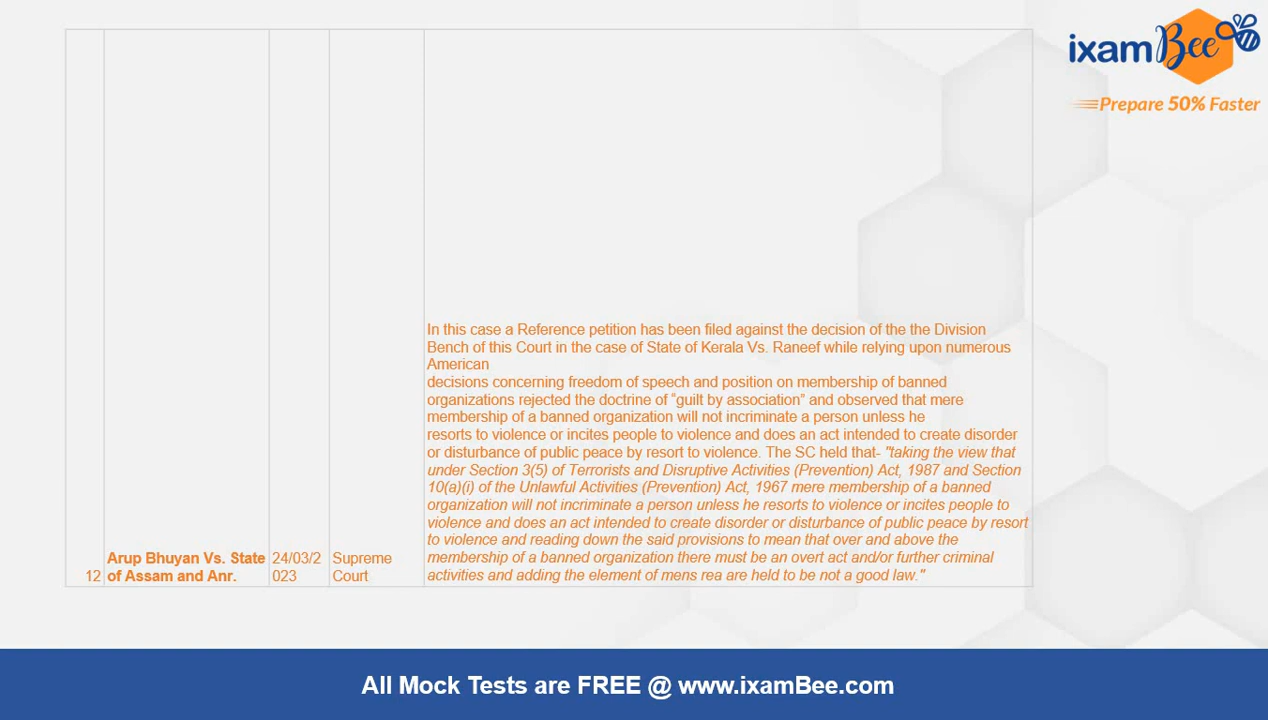 ixamBee
Prepare 50% Faster
In this case a Reference petition has been filed against the decision of the the Division
Bench of this Court in the case of State of Kerala Vs. Raneef while relying upon numerous
American
decisions concerning freedom of speech and position on membership of banned
organizations rejected the doctrine of “guilt by association” and observed that mere
membership of a banned organization will not incriminate a person unless he
resorts to violence or incites people to violence and does an act intended to create disorder
or disturbance of public peace by resort to violence. The SC held that- "taking the view that
under Section 3(5) of Terrorists and Disruptive Activities (Prevention) Act, 1987 and Section
10(a)(i) of the Unlawful Activities (Prevention) Act, 1967 mere membership of a banned
organization will not incriminate a person unless he resorts to violence or incites people to
violence and does an act intended to create disorder or disturbance of public peace by resort
to violence and reading down the said provisions to mean that over and above the
membership of a banned organization there must be an overt act and/or further criminal
activities and adding the element of mens rea are held to be not a good law."
12
Arup Bhuyan Vs. State
of Assam and Anr.
24/03/2
023
Supreme
Court
All Mock Tests are FREE @ www.ixamBee.com